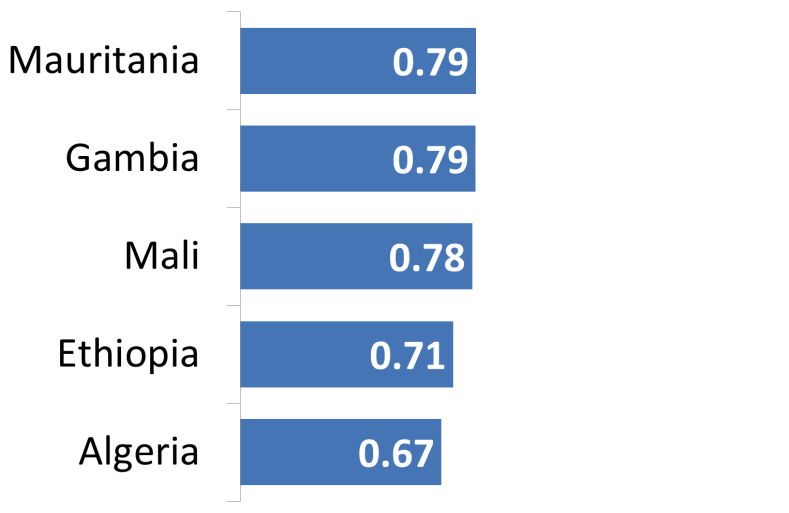 Mauritania 0.79
Gambia 0.79
Mali 0.78
Ethiopia 0.71
Algeria 0.67